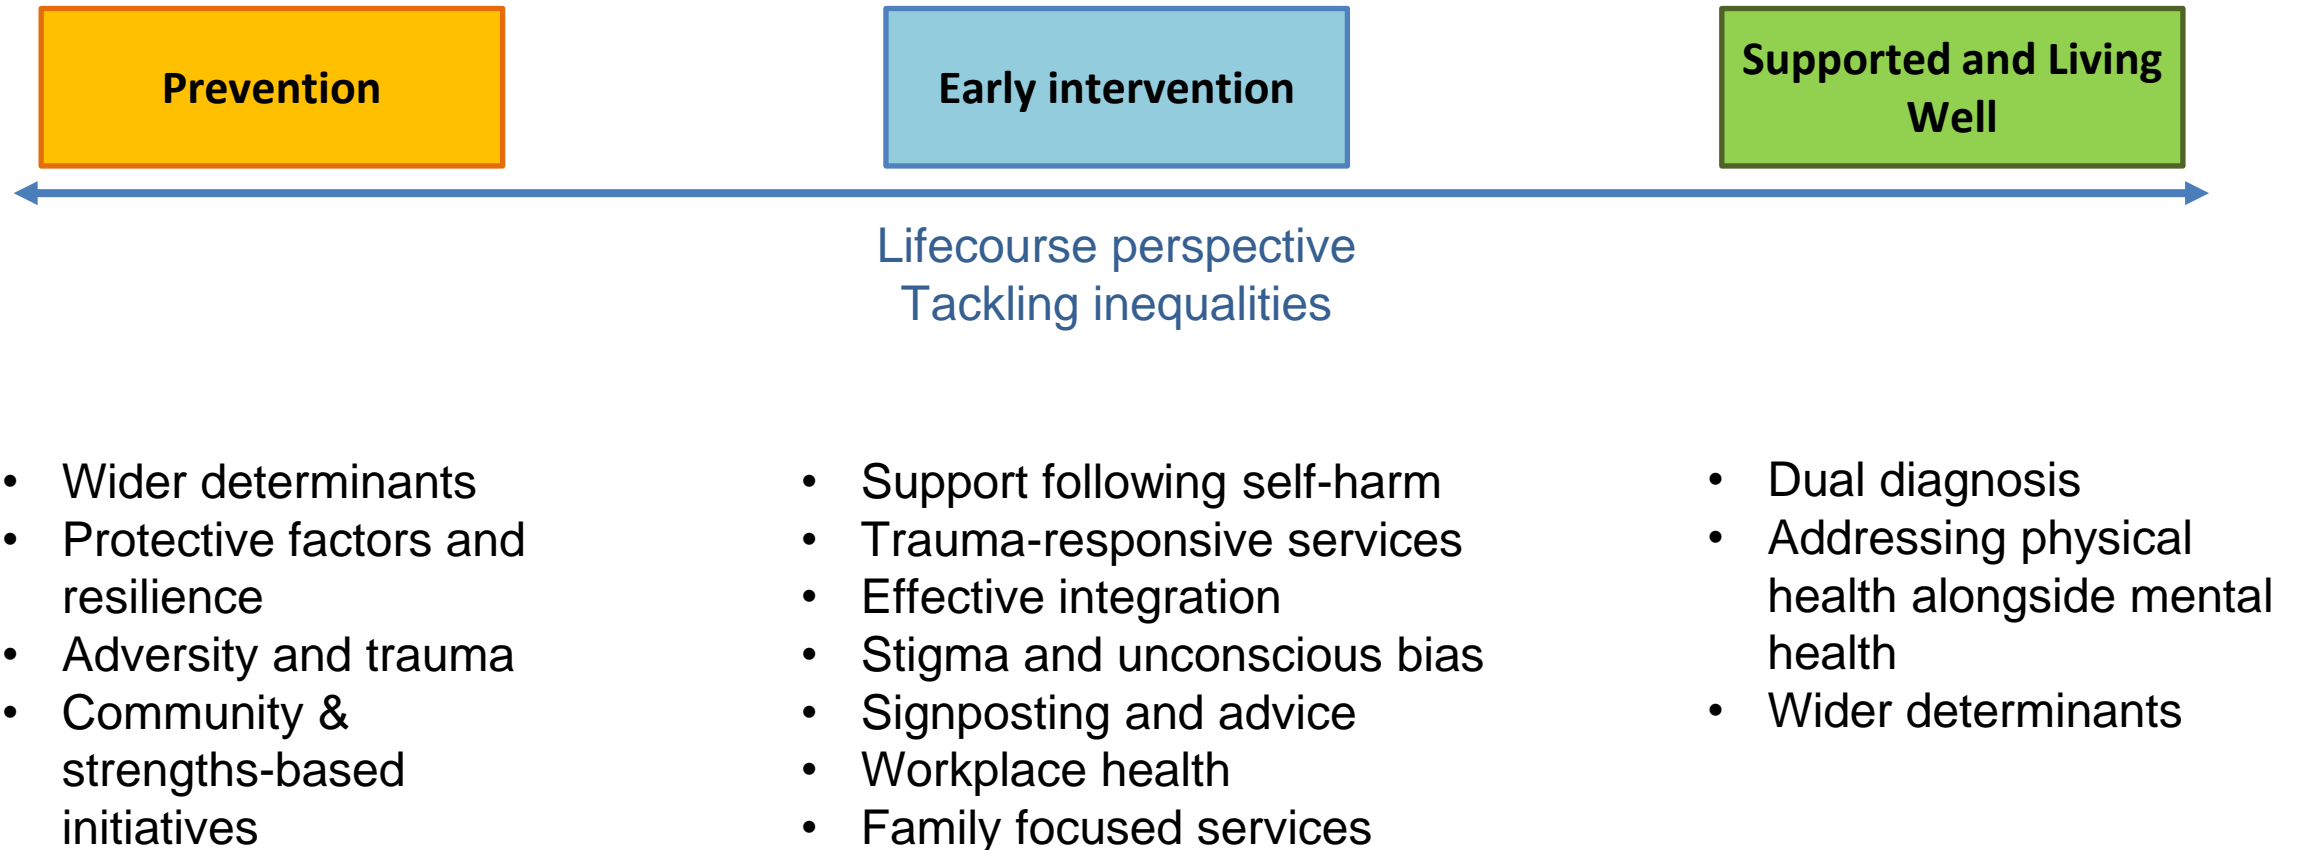 Prevention
Early intervention
Supported and Living
Well
Lifecourse perspective
Tackling inequalities
• Wider determinants
• Protective factors and
resilience
• Adversity and trauma
• Community &
strengths-based
initiatives
• Support following self-harm
• Trauma-responsive services
• Effective integration
• Stigma and unconscious bias
• Signposting and advice
• Workplace health
• Family focused services
• Dual diagnosis
• Addressing physical
health alongside mental
health
• Wider determinants